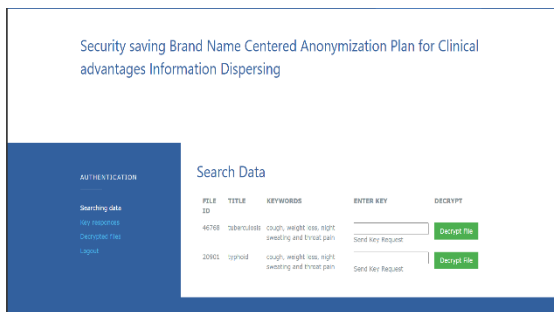 Security saving Brand Name Centered Anonymization Plan for Clinical
advantages Information Dispersing
AUTHENTICATION
Searching data
Key responses
Decrypted Files
Logout
Search Data
FILE ID TITLE KEYWORDS ENTER KEY DECRYPT
46768 tuberculosis cough, weight loss, night
sweating and throat pain
Send Key Request
Decrypt File
20901 typhoid cough, weight loss, night
sweating and throat pain
Send Key Request
Decrypt File